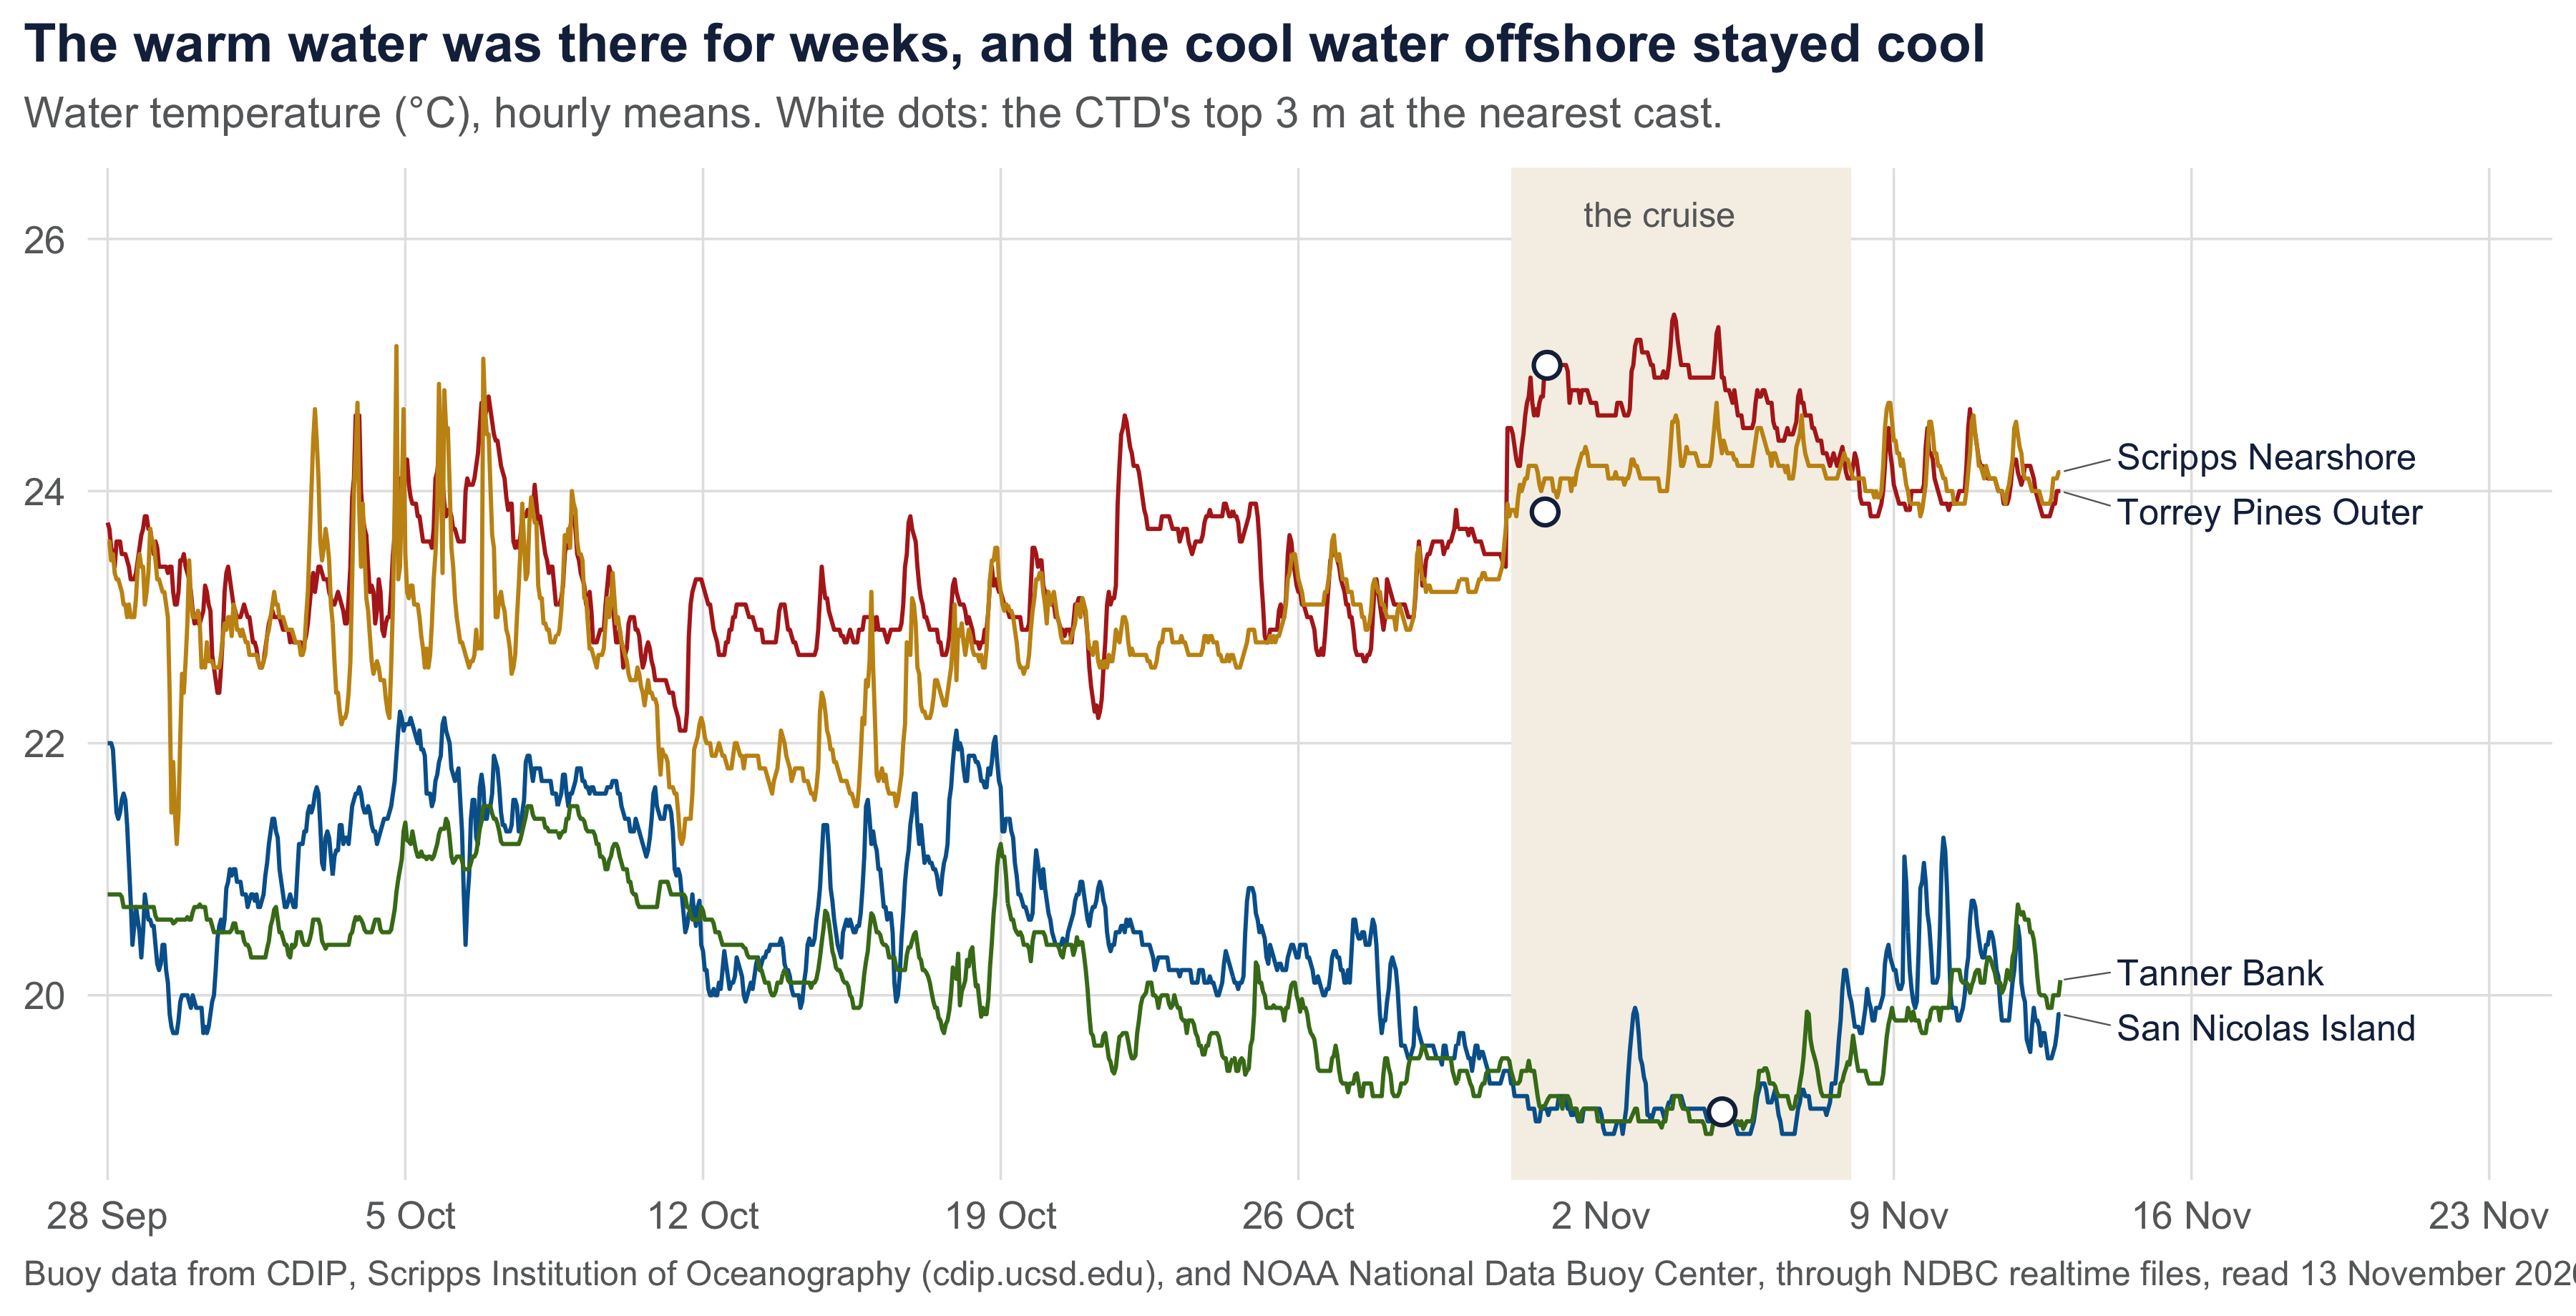 The warm water was there for weeks, and the cool water offshore stayed cool
Water temperature (°C), hourly means. White dots: the CTD's top 3 m at the nearest cast.
the cruise
26
24
22
20
Scripps Nearshore
Torrey Pines Outer
Tanner Bank
San Nicolas Island
28 Sep
5 Oct
12 Oct
19 Oct
26 Oct
2 Nov
9 Nov
16 Nov
23 Nov
Buoy data from CDIP, Scripps Institution of Oceanography (cdip.ucsd.edu), and NOAA National Data Buoy Center, through NDBC realtime files, read 13 November